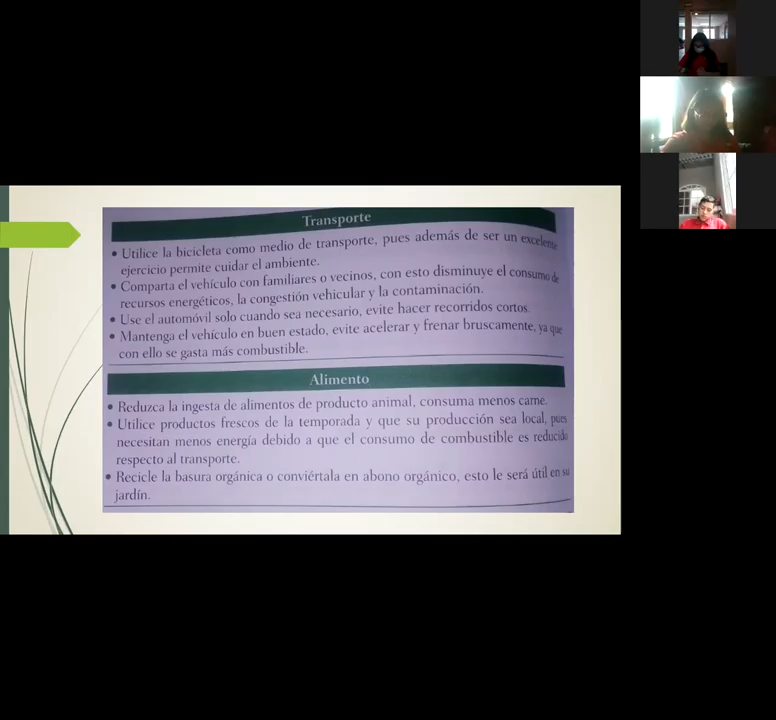 Transporte
• Utilice la bicicleta como medio de transporte, pues además de ser un excelente
ejercicio permite cuidar el ambiente.
• Comparta el vehículo con familiares o vecinos, con esto disminuye el consumo de
recursos energéticos, la congestión vehicular y la contaminación.
• Use el automóvil solo cuando sea necesario, evite hacer recorridos cortos.
• Mantenga el vehículo en buen estado, evite acelerar y frenar bruscamente, ya que
con ello se gasta más combustible.
Alimento
• Reduzca la ingesta de alimentos de producto animal, consuma menos carne.
• Utilice productos frescos de la temporada y que su producción sea local, pues
necesitan menos energía debido a que el consumo de combustible es reducido
respecto al transporte.
• Recicle la basura orgánica o conviértala en abono orgánico, esto le será útil en su
jardín.